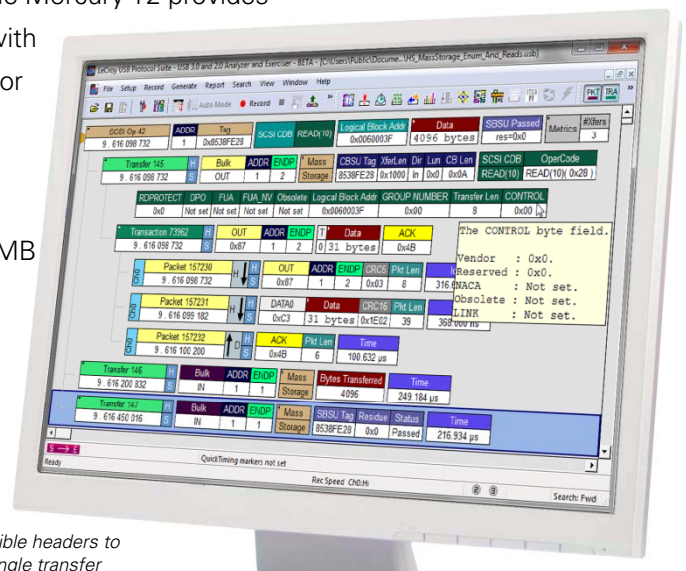 Mercury T2 provides
with
or
MB
LeCroy USB Protocol Suite - USB 3.0 and 2.0 Analyzer and Exerciser - BETA - [C:\Users\Public\Docume...\HS_MassStorage_Enum_And_Reads.usb]
File Setup Record Generate Report Search View Window Help
Auto Mode Record PKT TRA
SCSI Op 42 ADDR Tag SCSI CDB READ(10) Logical Block Addr Data SBSU Passed Metrics #Xfers
9 . 616 098 732 1 0x8538FE28 0x0060003F 4096 bytes res=0x0 3
Transfer 145 H Bulk ADDR ENDP Mass CBSU Tag XferLen Dir Lun CB Len SCSI CDB OperCode
9 . 616 098 732 S OUT 1 2 Storage 8538FE28 0x1000 In 0x0 0x0A READ(10) READ(10)( 0x28 )
RDPROTECT DPO FUA FUA_NV Obsolete Logical Block Addr GROUP NUMBER Transfer Len CONTROL
0x0 Not set Not set Not set Not set 0x0060003F 0x00 8 0x00
Transaction 73962 H OUT ADDR ENDP T Data ACK
9 . 616 098 732 S 0x87 1 2 0 31 bytes 0x4B
The CONTROL byte field.
Vendor : 0x0.
Reserved : 0x0.
NACA : Not set.
Obsolete : Not set.
LINK : Not set.
Ch0 Packet 157230 H H OUT ADDR ENDP CRC5 Pkt Len
9 . 616 098 732 S 0x87 1 2 0x03 8 316.6
Ch0 Packet 157231 H H DATA0 Data CRC16 Pkt Len
9 . 616 099 182 S 0xC3 31 bytes 0x1E02 39 368.000 ns
Ch0 Packet 157232 D H ACK Pkt Len Time
9 . 616 100 200 S 0x4B 6 100.632 µs
Transfer 146 H Bulk ADDR ENDP Mass Bytes Transferred Time
9 . 616 200 832 S IN 1 1 Storage 4096 249.184 µs
Transfer 147 H Bulk ADDR ENDP Mass SBSU Tag Residue Status Time
9 . 616 450 016 S IN 1 1 Storage 8538FE28 0x0 Passed 216.934 µs
S → E
QuickTiming markers not set
Ready Rec Speed Ch0:Hi 2 3 Search: Fwd
ible headers to
ngle transfer